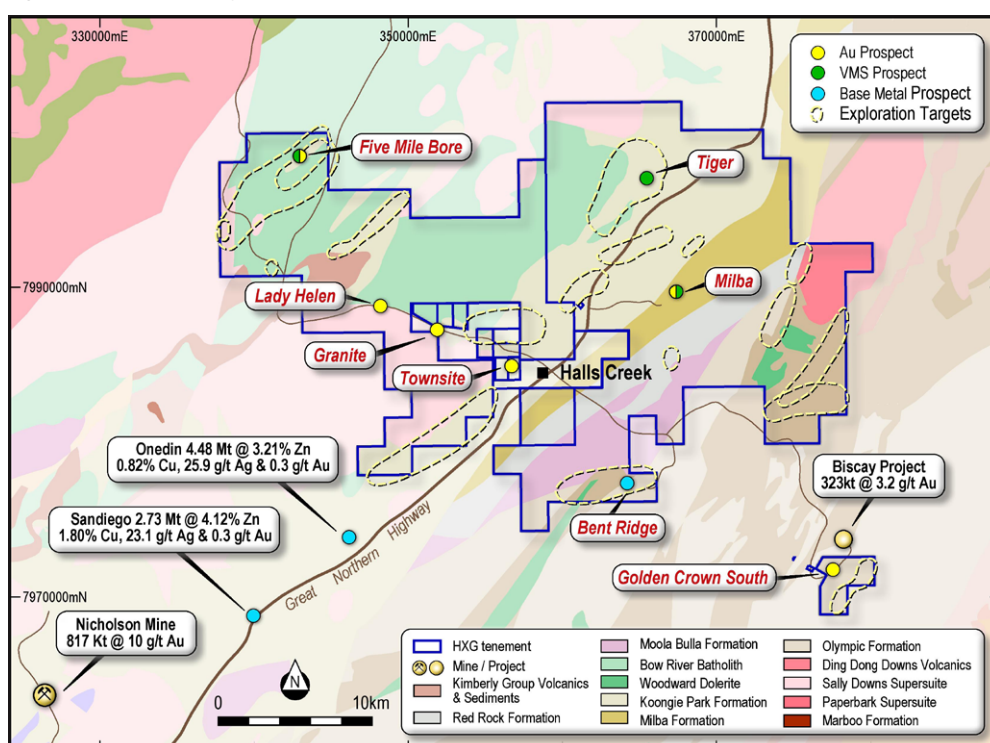 330000mE
350000mE
370000mE
Au Prospect
VMS Prospect
Base Metal Prospect
Exploration Targets
Five Mile Bore
Tiger
7990000mN
Lady Helen
Milba
Granite
Townsite
Halls Creek
Onedin 4.48 Mt @ 3.21% Zn
0.82% Cu, 25.9 g/t Ag & 0.3 g/t Au
Biscay Project
323kt @ 3.2 g/t Au
Sandiego 2.73 Mt @ 4.12% Zn
1.80% Cu, 23.1 g/t Ag & 0.3 g/t Au
Bent Ridge
Great Northern Highway
Golden Crown South
7970000mN
Nicholson Mine
817 Kt @ 10 g/t Au
N
0 10km
HXG tenement
Mine / Project
Kimberly Group Volcanics
& Sediments
Red Rock Formation
Moola Bulla Formation
Bow River Batholith
Woodward Dolerite
Koongie Park Formation
Milba Formation
Olympic Formation
Ding Dong Downs Volcanics
Sally Downs Supersuite
Paperbark Supersuite
Marboo Formation